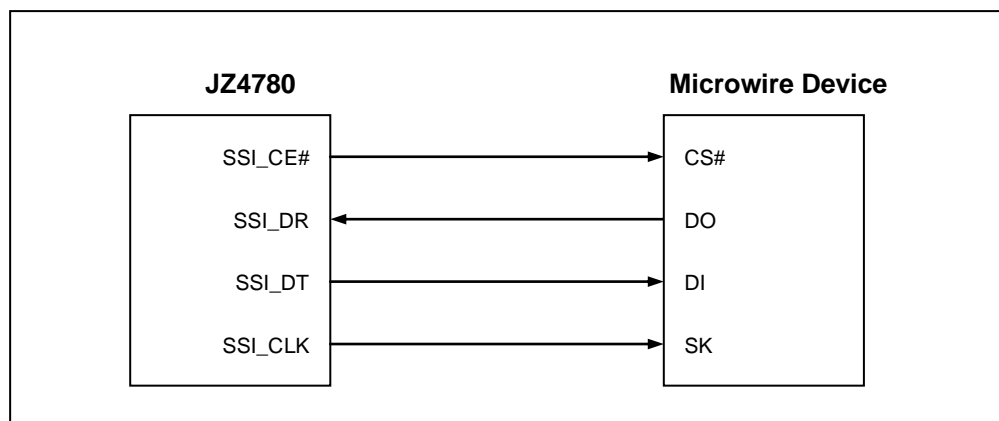 JZ4780
Microwire Device
SSI_CE#
CS#
SSI_DR
DO
SSI_DT
DI
SSI_CLK
SK